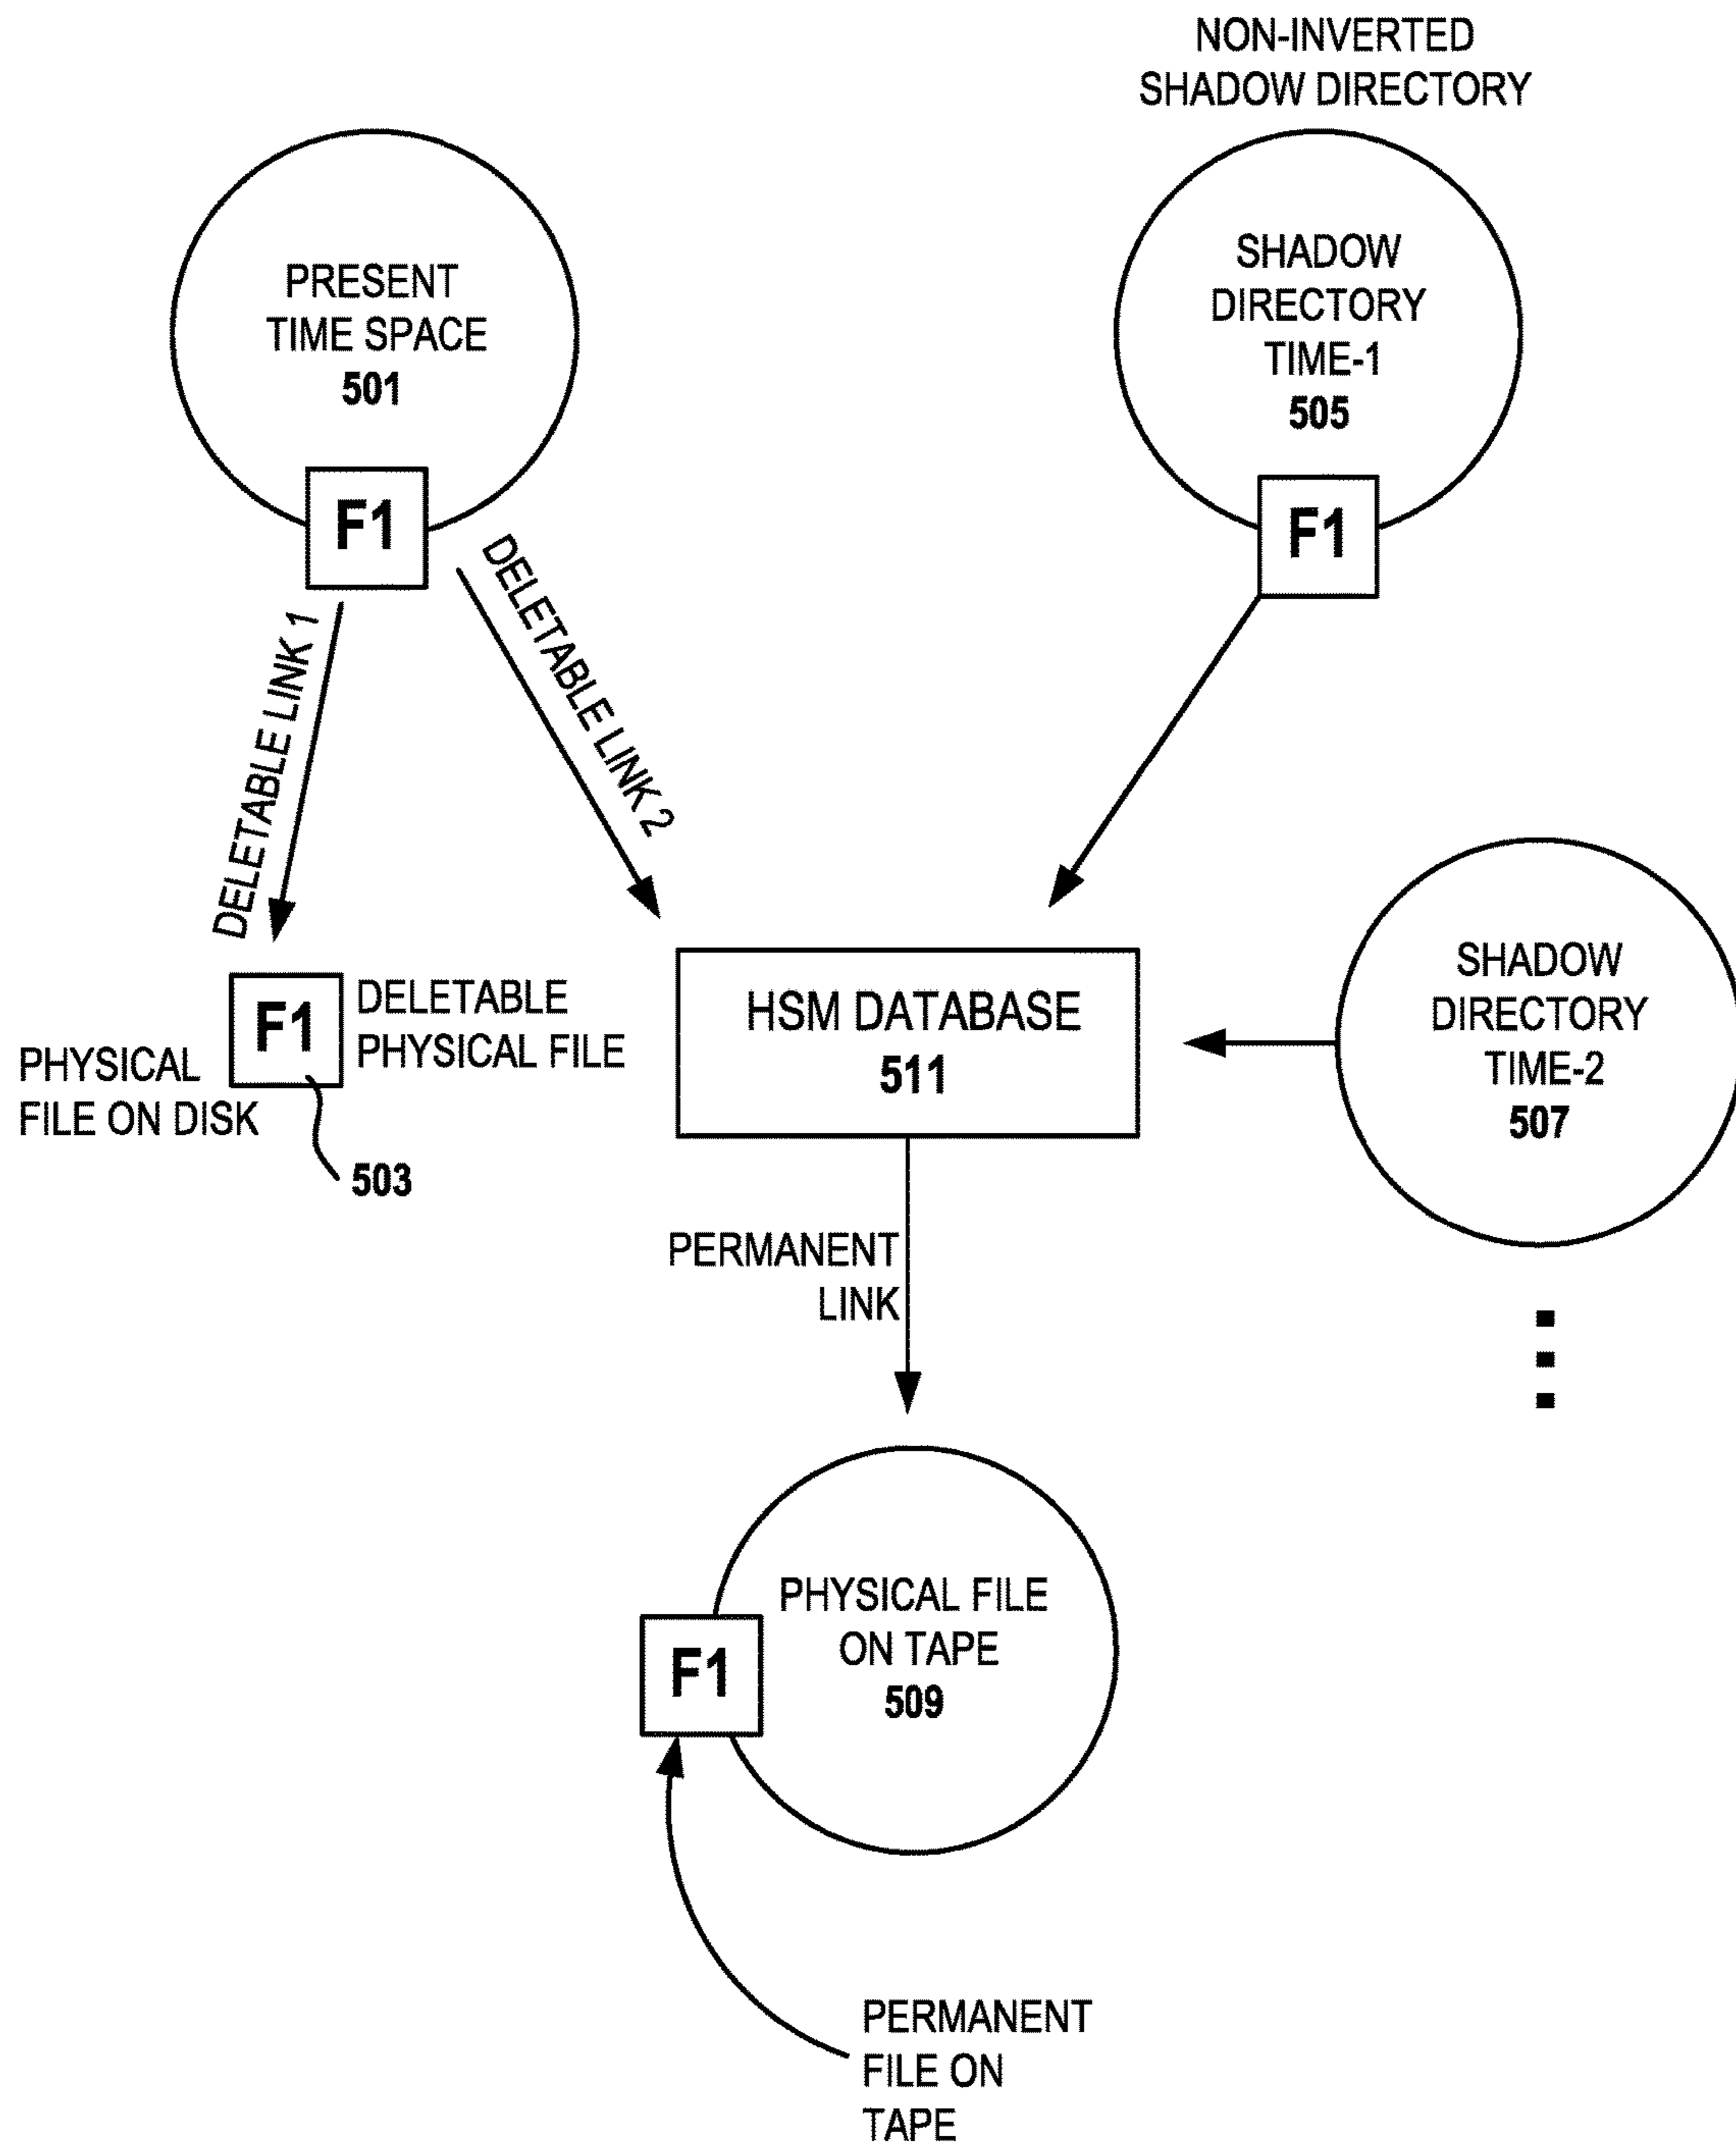 NON-INVERTED
SHADOW DIRECTORY
PRESENT
TIME SPACE
501
F1
SHADOW
DIRECTORY
TIME-1
505
F1
DELETABLE LINK 1
DELETABLE LINK 2
F1
DELETABLE
PHYSICAL FILE
PHYSICAL
FILE ON DISK
503
HSM DATABASE
511
SHADOW
DIRECTORY
TIME-2
507
PERMANENT
LINK
PHYSICAL FILE
ON TAPE
509
F1
PERMANENT
FILE ON
TAPE